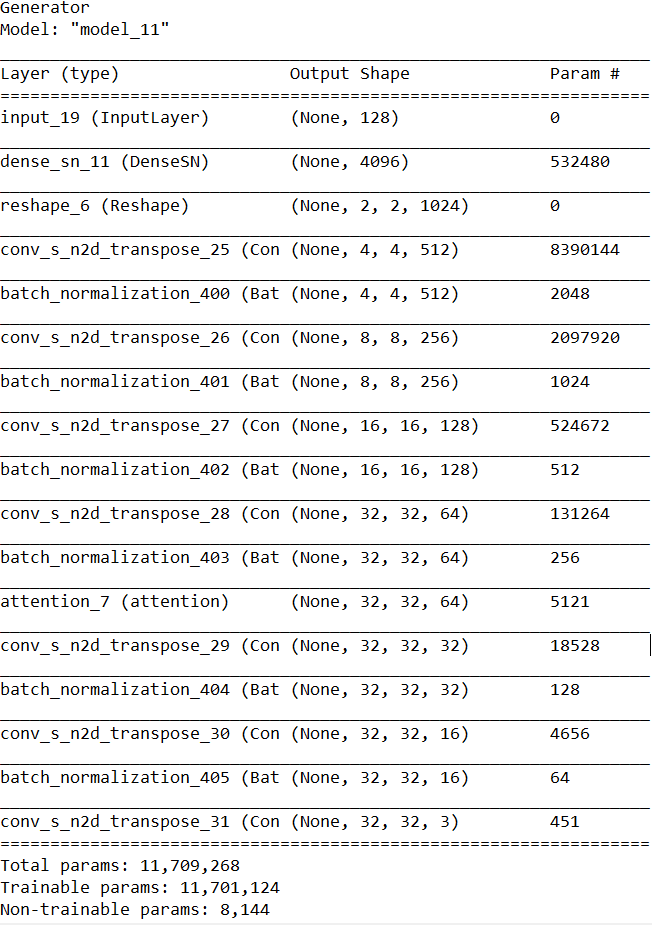 Generator
Model: "model_11"
_________________________________________________________________
Layer (type)                 Output Shape              Param #
=================================================================
input_19 (InputLayer)        (None, 128)               0
_________________________________________________________________
dense_sn_11 (DenseSN)        (None, 4096)              532480
_________________________________________________________________
reshape_6 (Reshape)          (None, 2, 2, 1024)        0
_________________________________________________________________
conv_s_n2d_transpose_25 (Con (None, 4, 4, 512)         8390144
_________________________________________________________________
batch_normalization_400 (Bat (None, 4, 4, 512)         2048
_________________________________________________________________
conv_s_n2d_transpose_26 (Con (None, 8, 8, 256)         2097920
_________________________________________________________________
batch_normalization_401 (Bat (None, 8, 8, 256)         1024
_________________________________________________________________
conv_s_n2d_transpose_27 (Con (None, 16, 16, 128)       524672
_________________________________________________________________
batch_normalization_402 (Bat (None, 16, 16, 128)       512
_________________________________________________________________
conv_s_n2d_transpose_28 (Con (None, 32, 32, 64)        131264
_________________________________________________________________
batch_normalization_403 (Bat (None, 32, 32, 64)        256
_________________________________________________________________
attention_7 (attention)      (None, 32, 32, 64)        5121
_________________________________________________________________
conv_s_n2d_transpose_29 (Con (None, 32, 32, 32)        18528
_________________________________________________________________
batch_normalization_404 (Bat (None, 32, 32, 32)        128
_________________________________________________________________
conv_s_n2d_transpose_30 (Con (None, 32, 32, 16)        4656
_________________________________________________________________
batch_normalization_405 (Bat (None, 32, 32, 16)        64
_________________________________________________________________
conv_s_n2d_transpose_31 (Con (None, 32, 32, 3)         451
=================================================================
Total params: 11,709,268
Trainable params: 11,701,124
Non-trainable params: 8,144